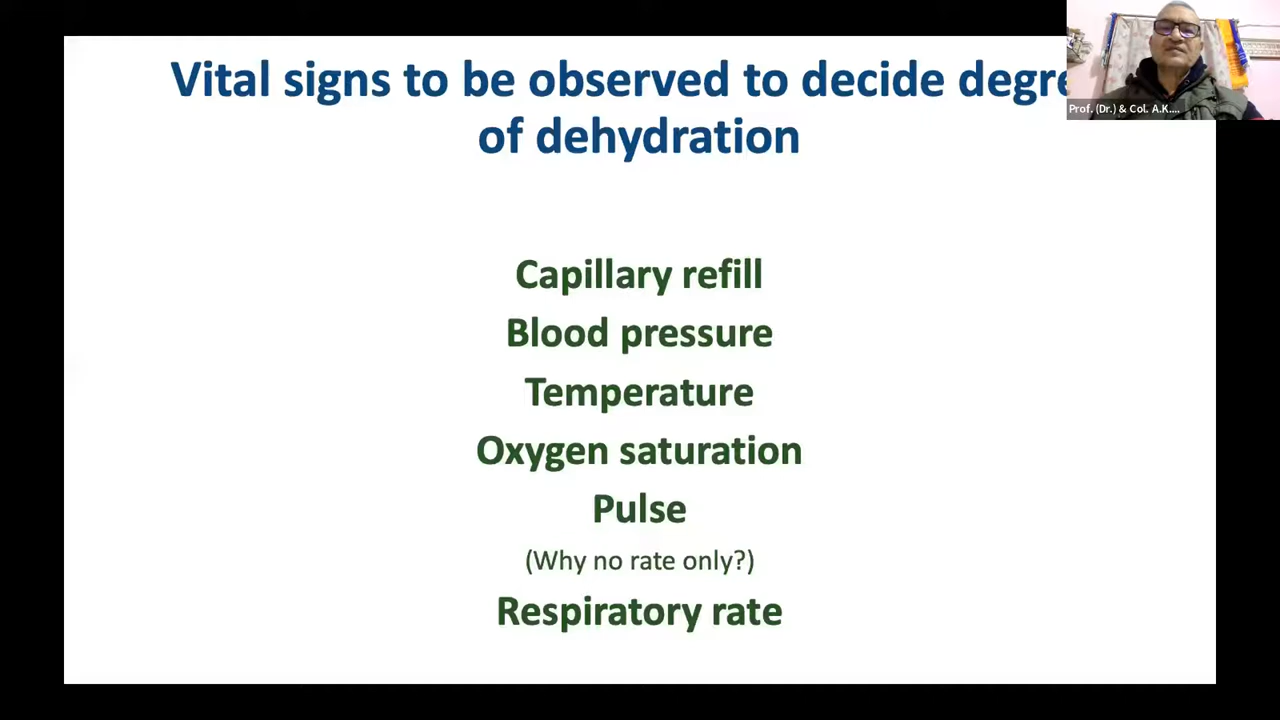 Vital signs to be observed to decide degre
of dehydration
Prof. (Dr.) & Col. A.K....
Capillary refill
Blood pressure
Temperature
Oxygen saturation
Pulse
(Why no rate only?)
Respiratory rate